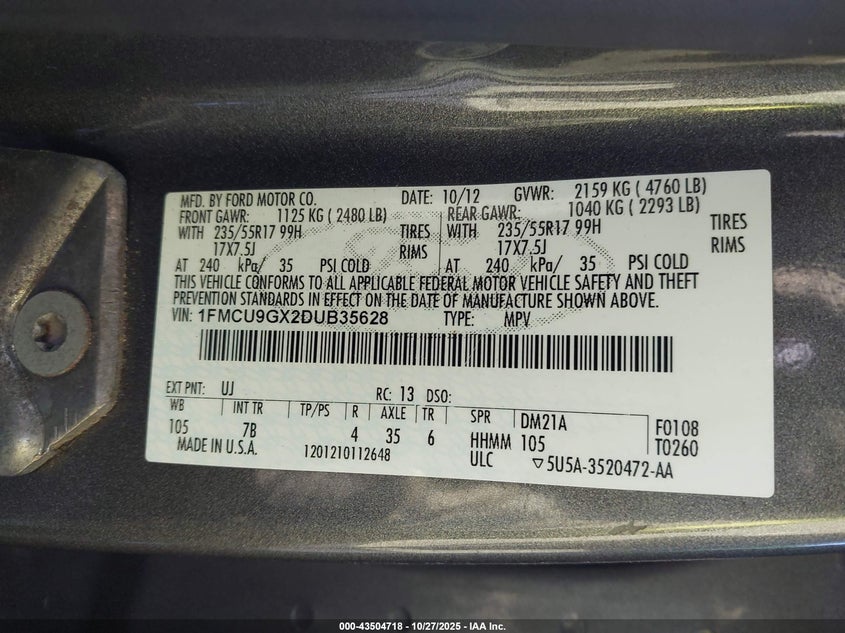 MFD. BY FORD MOTOR CO. DATE: 10/12 GVWR: 2159 KG ( 4760 LB)
FRONT GAWR: 1125 KG ( 2480 LB) REAR GAWR: 1040 KG ( 2293 LB)
WITH 235/55R17 99H TIRES WITH 235/55R17 99H TIRES
17X7.5J RIMS 17X7.5J RIMS
AT 240 kPa/ 35 PSI COLD AT 240 kPa/ 35 PSI COLD
THIS VEHICLE CONFORMS TO ALL APPLICABLE FEDERAL MOTOR VEHICLE SAFETY AND THEFT
PREVENTION STANDARDS IN EFFECT ON THE DATE OF MANUFACTURE SHOWN ABOVE.
VIN: 1FMCU9GX2DUB35628 TYPE: MPV
EXT PNT: UJ RC: 13 DSO:
WB INT TR TP/PS R AXLE TR SPR DM21A F0108
105 7B 4 35 6 HHMM 105 T0260
MADE IN U.S.A. 1201210112648 ULC ▽5U5A-3520472-AA
000-43504718 - 10/27/2025 - IAA Inc.